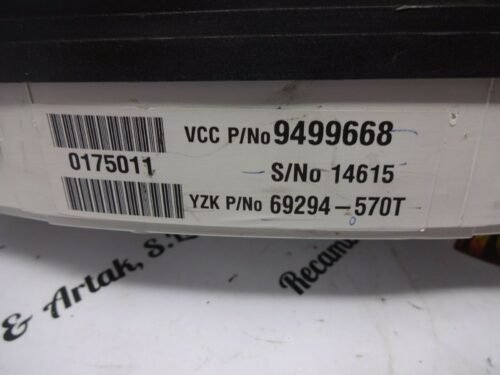 VCC P/No 9499668
0175011
S/No 14615
YZK P/No 69294-570T
& Artak, S.L
Recam